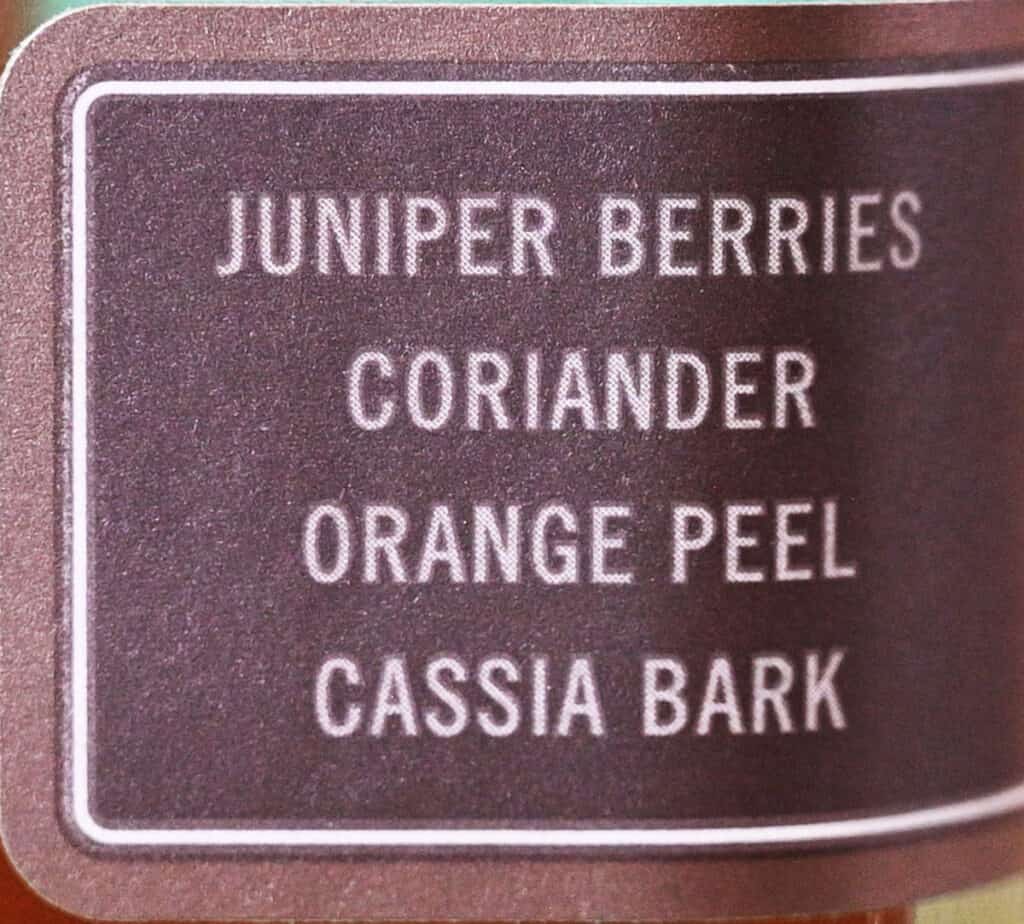 JUNIPER BERRIES
CORIANDER
ORANGE PEEL
CASSIA BARK